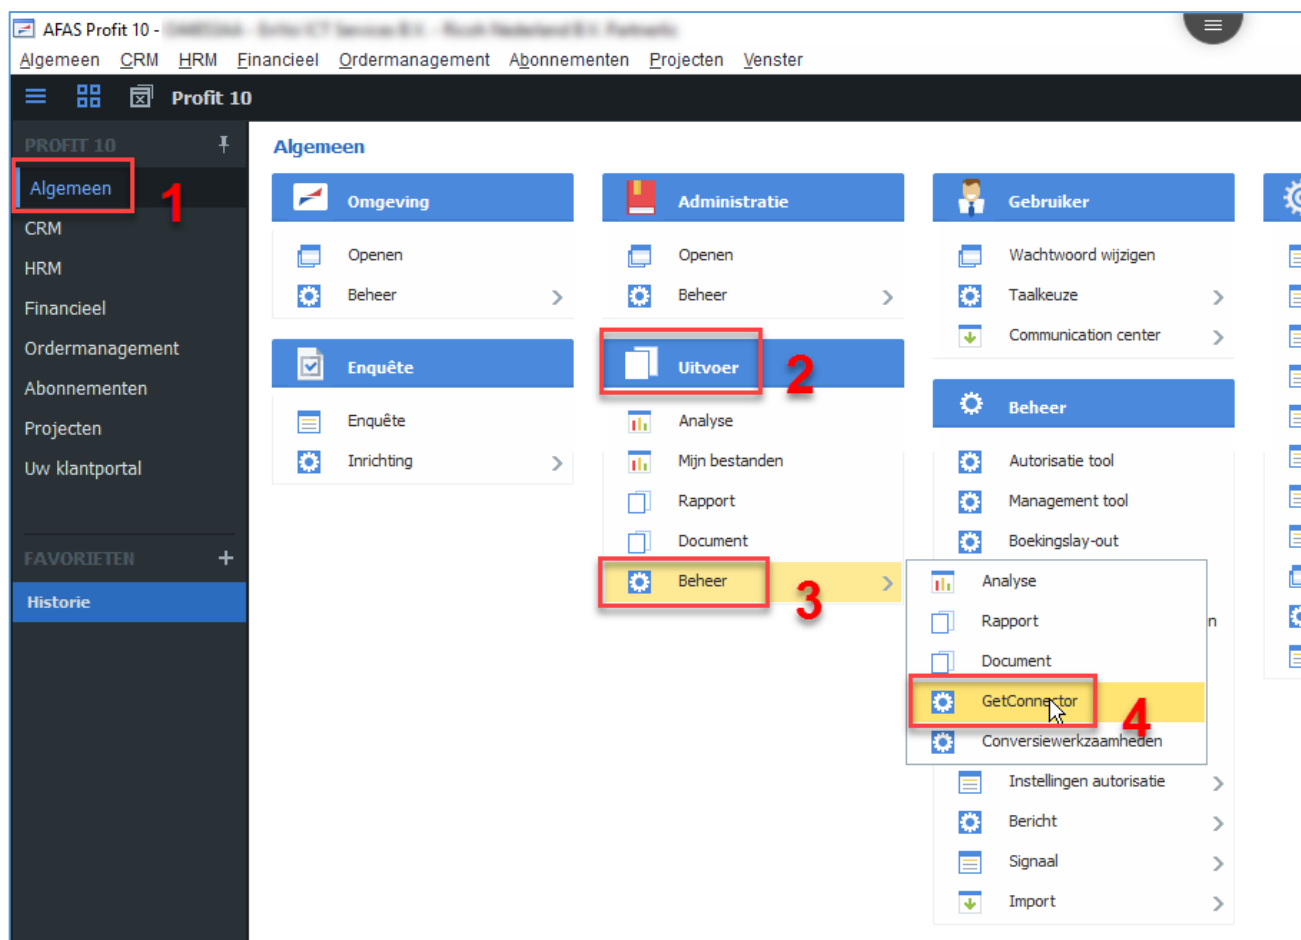 AFAS Profit 10 -
Algemeen CRM HRM Financieel Ordermanagement Abonnementen Projecten Venster
Profit 10
PROFIT 10
Algemeen
1
CRM
HRM
Financieel
Ordermanagement
Abonnementen
Projecten
Uw klantportal
FAVORIETEN +
Historie
Algemeen
Omgeving
Openen
Beheer
Enquête
Enquête
Inrichting
Administratie
Openen
Beheer
Uitvoer
2
Analyse
Mijn bestanden
Rapport
Document
Beheer
3
Gebruiker
Wachtwoord wijzigen
Taalkeuze
Communication center
Beheer
Autorisatie tool
Management tool
Boekingslay-out
Analyse
Rapport
n
Document
GetConnector
4
Conversiewerkzaamheden
Instellingen autorisatie
Bericht
Signaal
Import